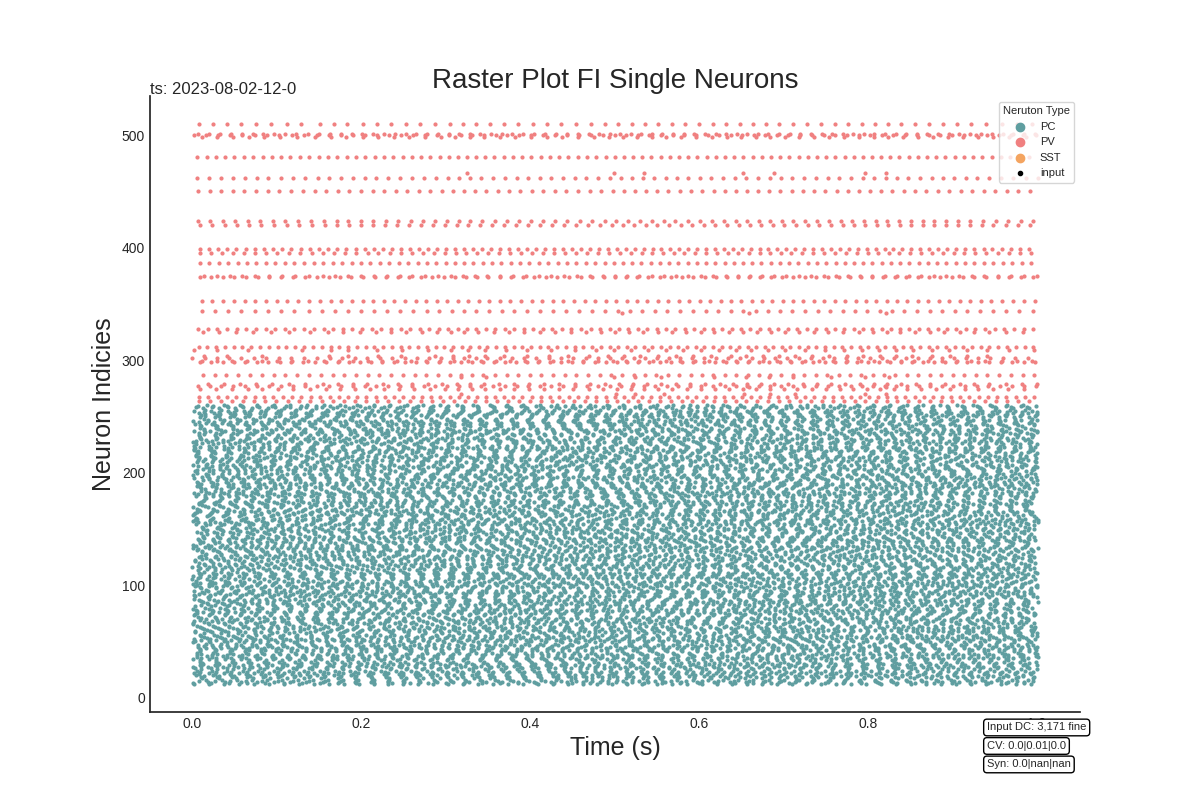 Raster Plot FI Single Neurons
ts: 2023-08-02-12-0
Neruton Type
PC
PV
SST
input
Neuron Indicies
500
400
300
200
100
0
0.0 0.2 0.4 0.6 0.8
Time (s)
Input DC: 3,171 fine
CV: 0.0|0.01|0.0
Syn: 0.0|nan|nan